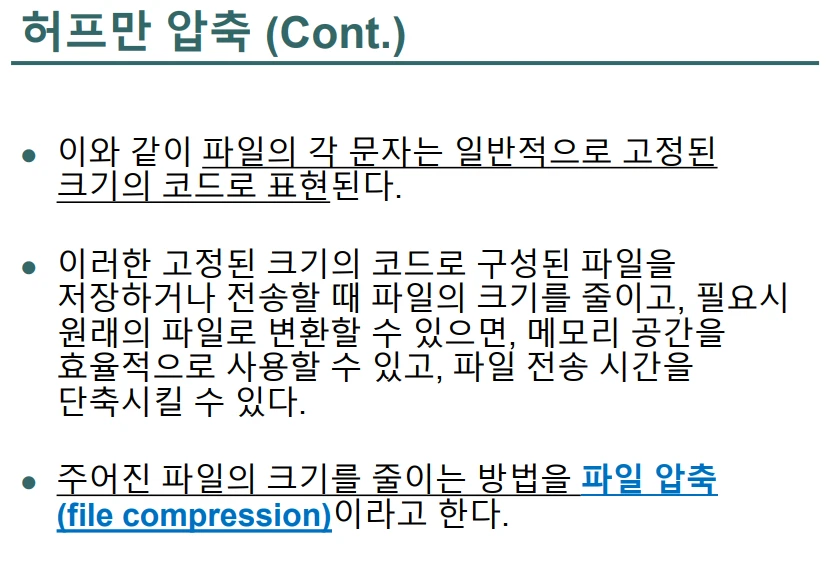 허프만 압축 (Cont.)
● 이와 같이 파일의 각 문자는 일반적으로 고정된
크기의 코드로 표현된다.
● 이러한 고정된 크기의 코드로 구성된 파일을
저장하거나 전송할 때 파일의 크기를 줄이고, 필요시
원래의 파일로 변환할 수 있으면, 메모리 공간을
효율적으로 사용할 수 있고, 파일 전송 시간을
단축시킬 수 있다.
● 주어진 파일의 크기를 줄이는 방법을 파일 압축
(file compression)이라고 한다.